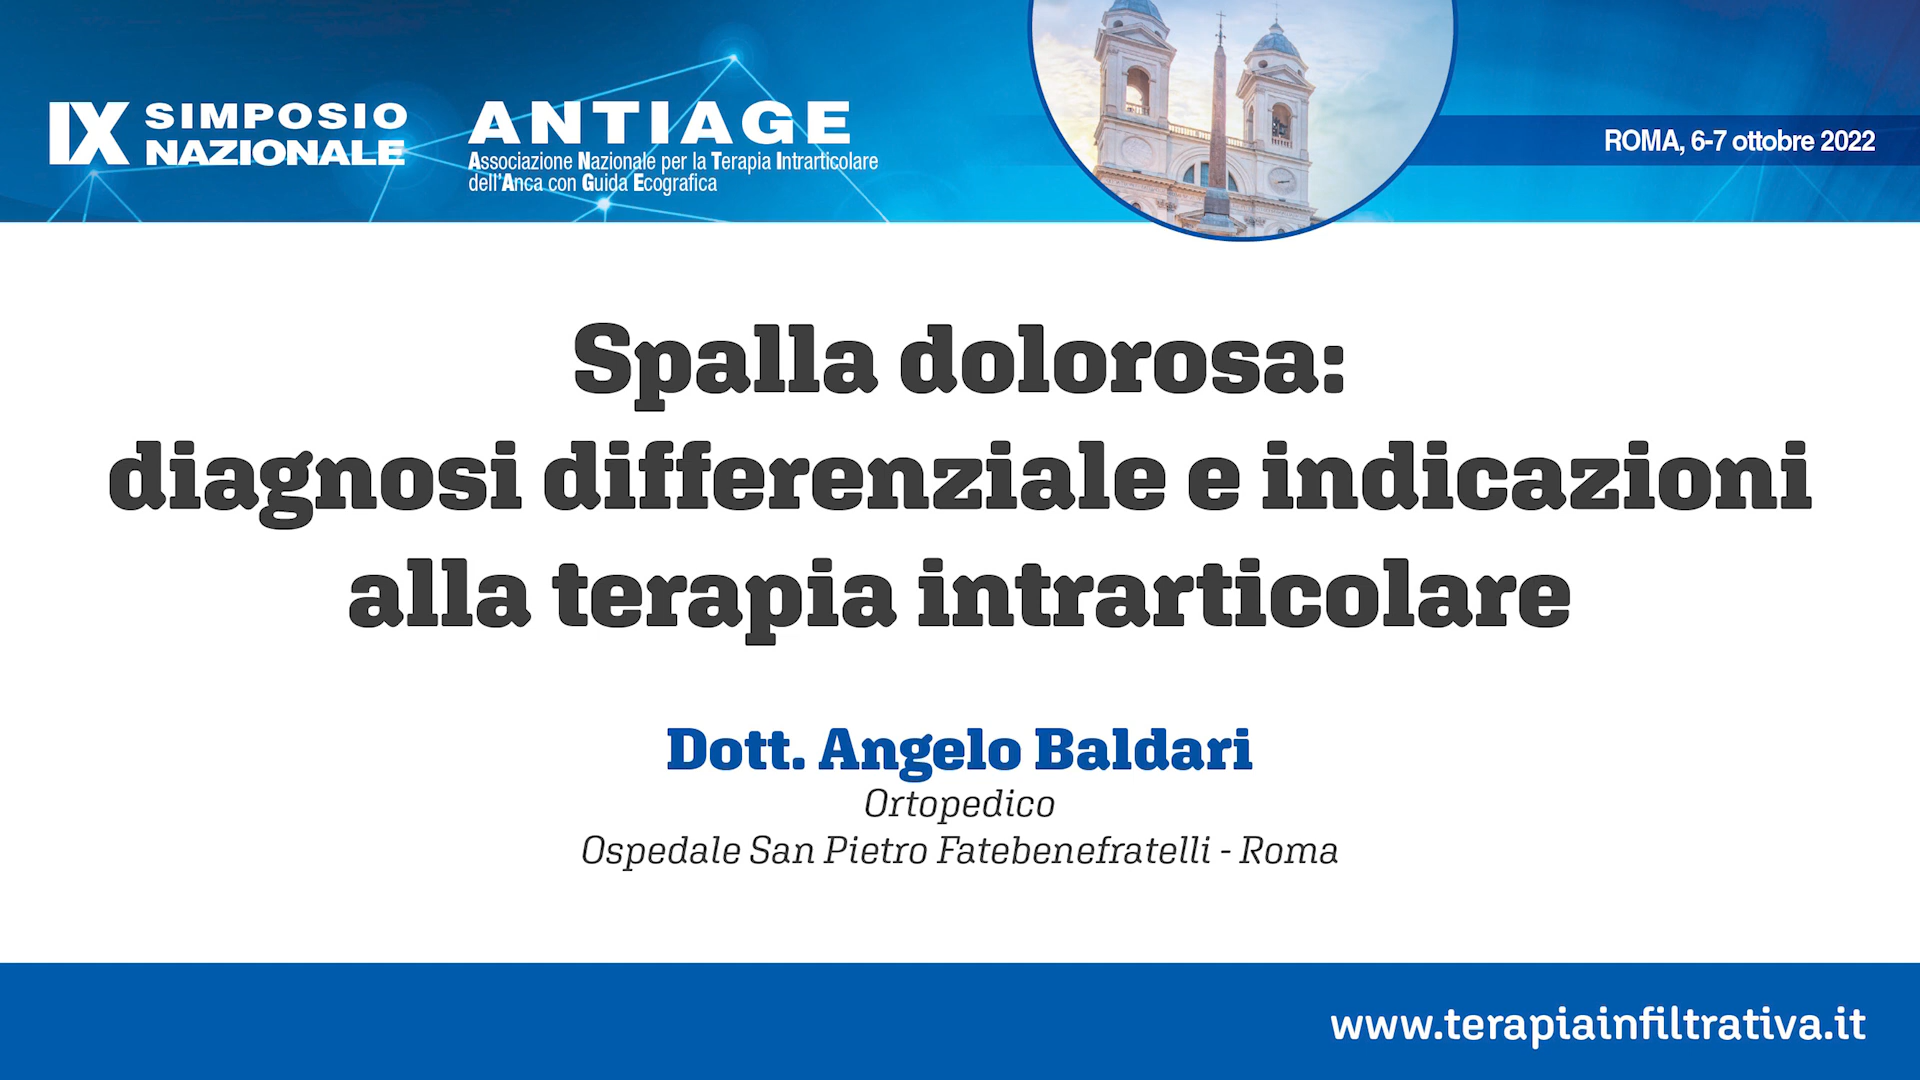 IX SIMPOSIO
NAZIONALE
ANTIAGE
Associazione Nazionale per la Terapia Intrarticolare
dell'Anca con Guida Ecografica
ROMA, 6-7 ottobre 2022
Spalla dolorosa:
diagnosi differenziale e indicazioni
alla terapia intrarticolare
Dott. Angelo Baldari
Ortopedico
Ospedale San Pietro Fatebenefratelli - Roma
www.terapiainfiltrativa.it